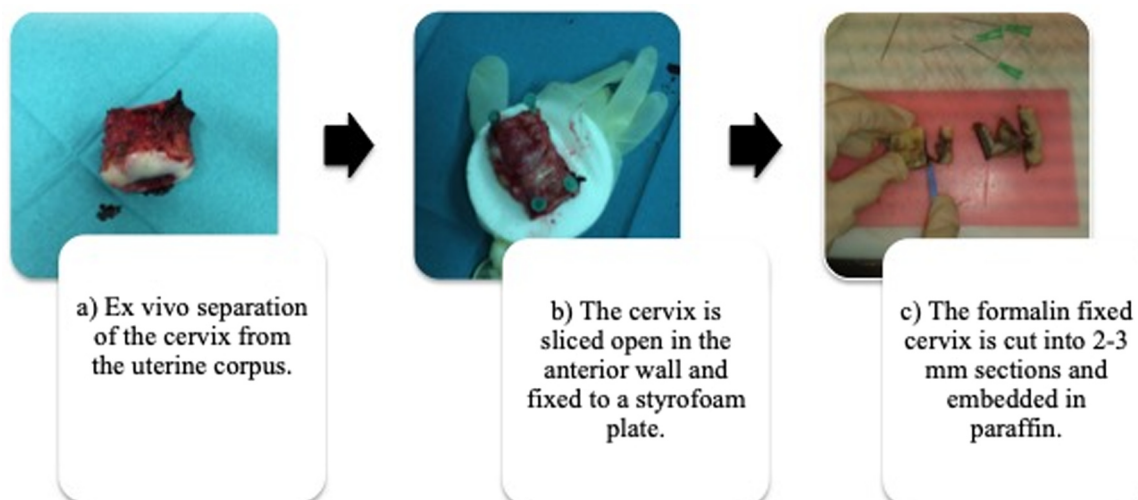 a) Ex vivo separation
of the cervix from
the uterine corpus.
b) The cervix is
sliced open in the
anterior wall and
fixed to a styrofoam
plate.
c) The formalin fixed
cervix is cut into 2-3
mm sections and
embedded in
paraffin.